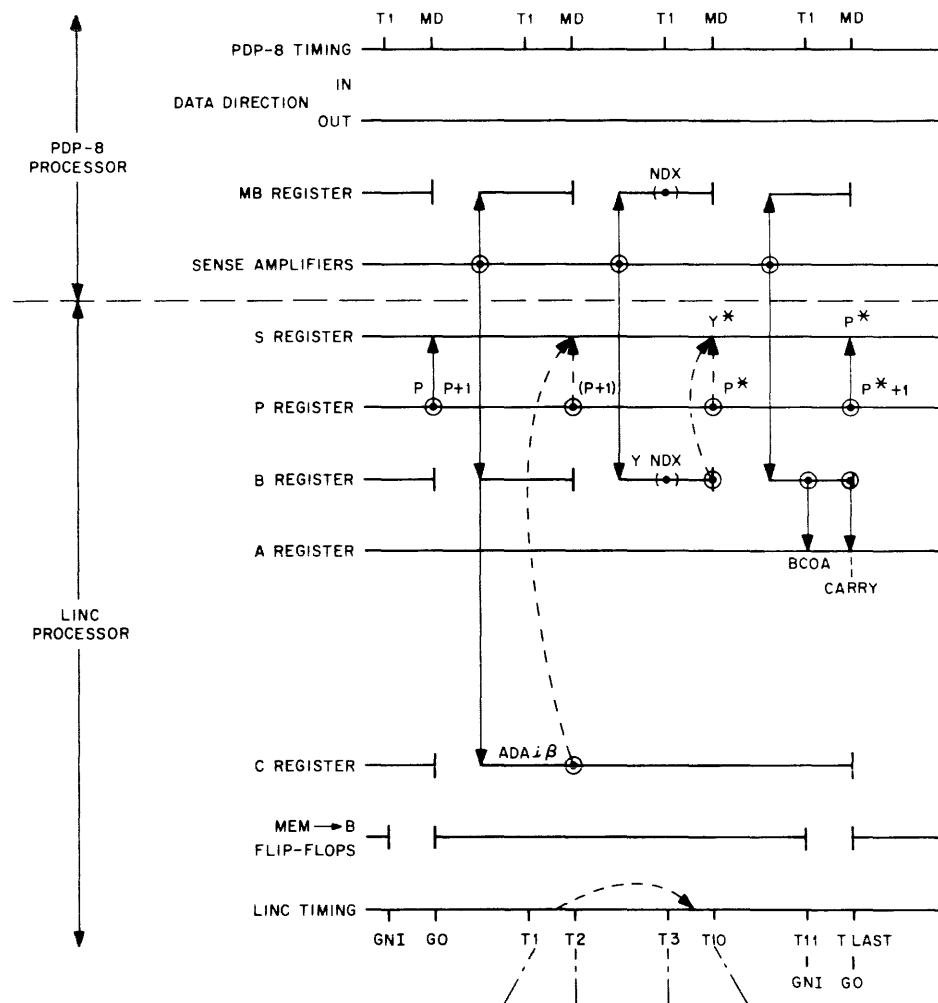 T1 MD T1 MD T1 MD T1 MD
PDP-8 TIMING
IN
DATA DIRECTION
OUT
PDP-8
PROCESSOR
NDX
MB REGISTER ( )
SENSE AMPLIFIERS
Y* P*
S REGISTER
P P+1 (P+1) P* P*+1
P REGISTER
Y NDX
B REGISTER ( )
A REGISTER
BCOA
CARRY
LINC
PROCESSOR
ADA i β
C REGISTER
MEM → B
FLIP-FLOPS
LINC TIMING
GNI GO T1 T2 T3 T10 T11 T LAST
GNI GO